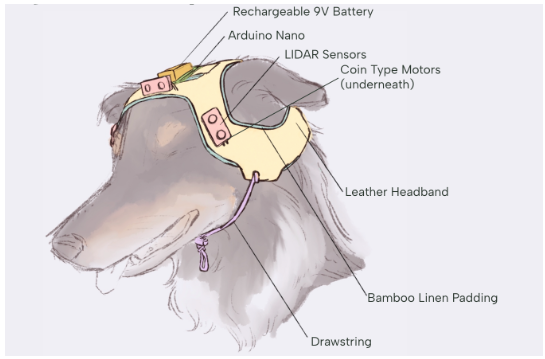 Rechargeable 9V Battery
Arduino Nano
LIDAR Sensors
Coin Type Motors
(underneath)
Leather Headband
Bamboo Linen Padding
Drawstring